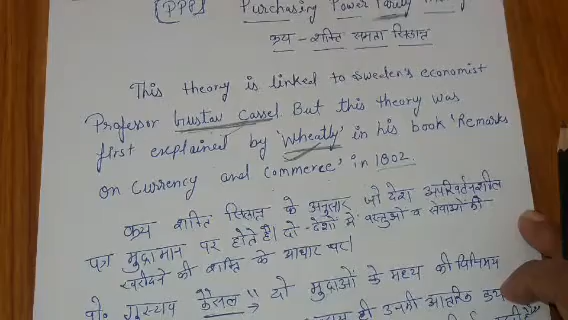 [PPP] Purchasing Power Parity
क्रय - शक्ति समता सिद्धान्त
This theory is linked to Sweden's economist
Professor Gustav Cassel. But this theory was
first explained by 'Wheatly' in his book 'Remarks
on Currency and Commerce' in 1802.
क्रय शक्ति सिद्धान्त के अनुसार जो देश अपरिवर्तनशील
पत्र मुद्रामान पर होते हैं। दो-देशों में वस्तुओं व सेवाओं की
खरीदने की शक्ति के आधार पर।
प्रो. गुस्टाव कैसल" दो मुद्राओं के मध्य की विनिमय
ही उनकी आन्तरिक क्रय